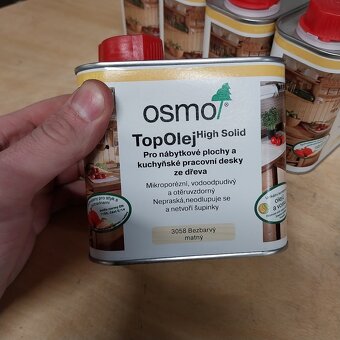 osmo
TopOlej High Solid
Pro nábytkové plochy a
kuchyňské pracovní desky
ze dřeva
Mikroporézní, vodoodpudivý
a otěruvzdorný
Nepraská, neodlupuje se
a netvoří šupinky
3058 Bezbarvý
matný